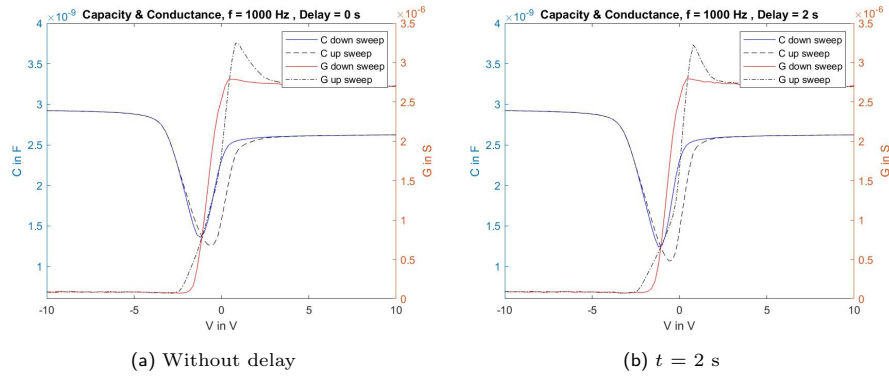 Capacity & Conductance, f = 1000 Hz , Delay = 0 s
×10-9
×10-6
4
3.5
3
2.5
2
1.5
1
C in F
3.5
3
2.5
2
1.5
1
0.5
0
G in S
C down sweep
C up sweep
G down sweep
G up sweep
-10
-5
0
5
10
V in V
(a) Without delay
Capacity & Conductance, f = 1000 Hz , Delay = 2 s
×10-9
×10-6
4
3.5
3
2.5
2
1.5
1
C in F
3.5
3
2.5
2
1.5
1
0.5
0
G in S
C down sweep
C up sweep
G down sweep
G up sweep
-10
-5
0
5
10
V in V
(b) t = 2 s